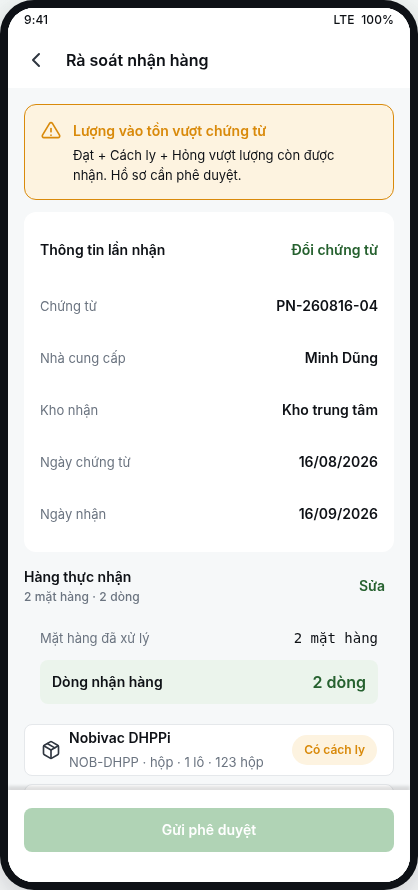 9:41
LTE 100%
Rà soát nhận hàng
Lượng vào tồn vượt chứng từ
Đạt + Cách ly + Hỏng vượt lượng còn được
nhận. Hồ sơ cần phê duyệt.
Thông tin lần nhận
Đổi chứng từ
Chứng từ
PN-260816-04
Nhà cung cấp
Minh Dũng
Kho nhận
Kho trung tâm
Ngày chứng từ
16/08/2026
Ngày nhận
16/09/2026
Hàng thực nhận
2 mặt hàng · 2 dòng
Sửa
Mặt hàng đã xử lý
2 mặt hàng
Dòng nhận hàng
2 dòng
Nobivac DHPPi
NOB-DHPP · hộp · 1 lô · 123 hộp
Có cách ly
Gửi phê duyệt